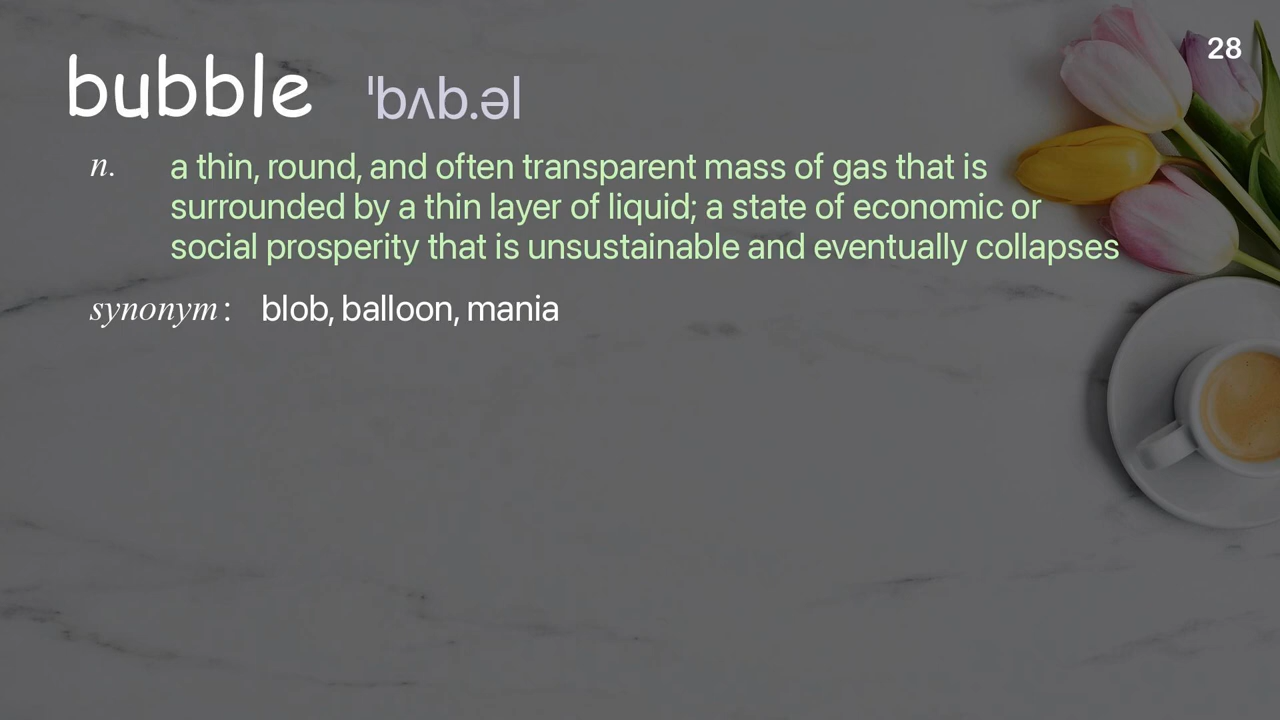 28
bubble ˈbʌb.əl
n. a thin, round, and often transparent mass of gas that is
surrounded by a thin layer of liquid; a state of economic or
social prosperity that is unsustainable and eventually collapses
synonym: blob, balloon, mania